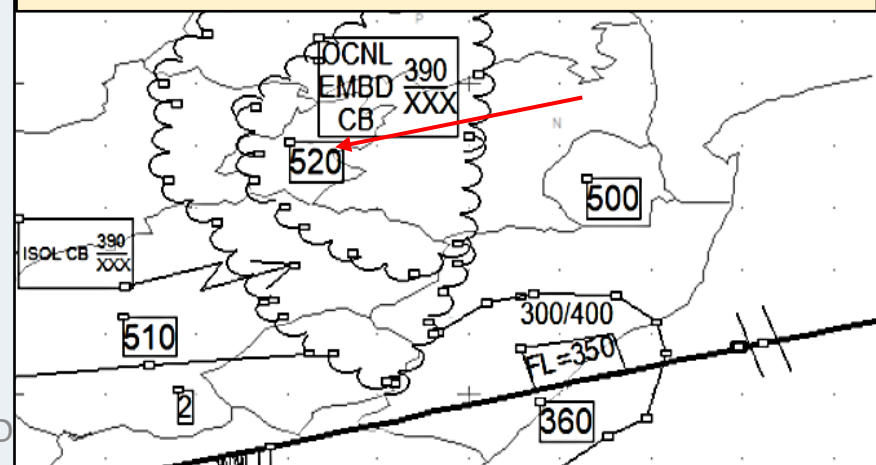 P
OCNL
EMBD
CB
390
XXX
N
520
500
ISOL CB 390
XXX
510
300/400
FL=350
2
360